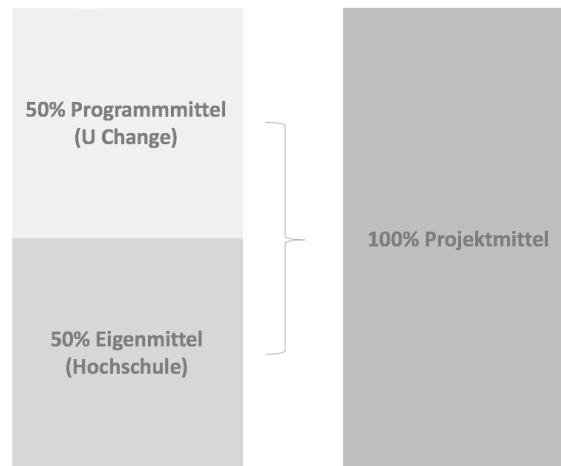 50% Programmmittel
(U Change)
50% Eigenmittel
(Hochschule)
100% Projektmittel